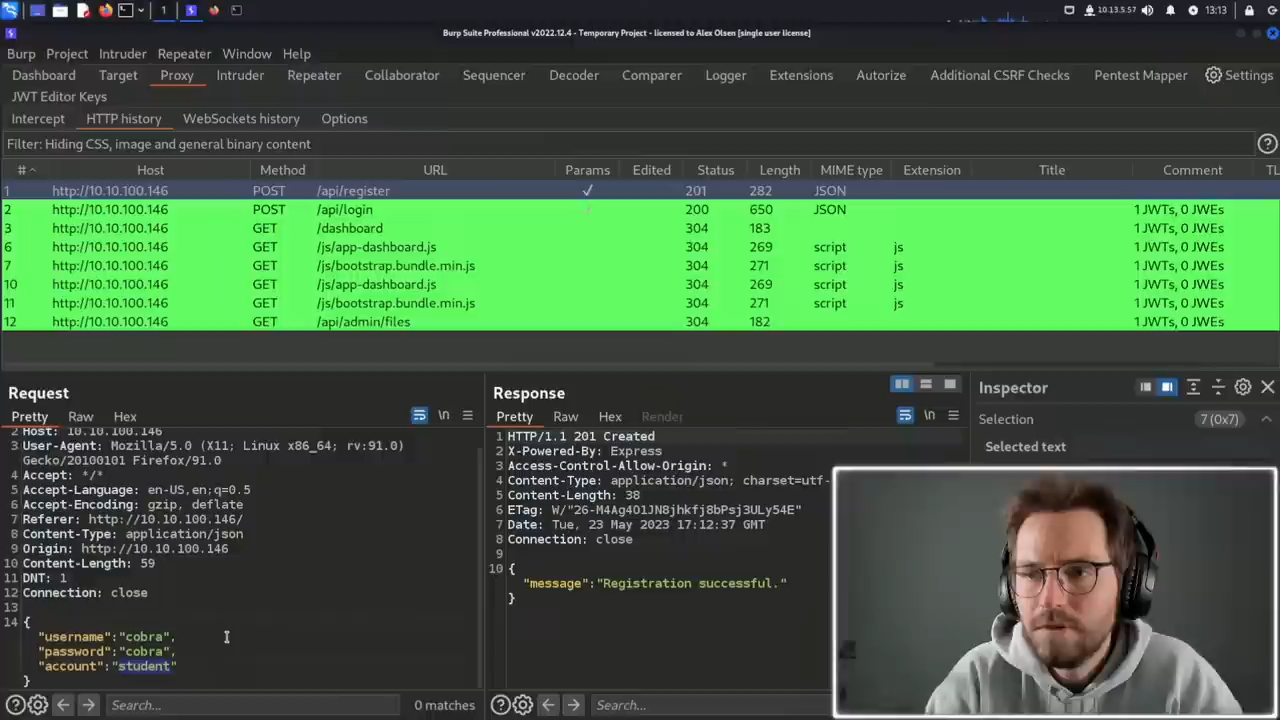 10.13.5.57 13:13
Burp Suite Professional v2022.12.4 - Temporary Project - licensed to Alex Olsen [single user license]
Burp Project Intruder Repeater Window Help
Dashboard Target Proxy Intruder Repeater Collaborator Sequencer Decoder Comparer Logger Extensions Autorize Additional CSRF Checks Pentest Mapper Settings
JWT Editor Keys
Intercept HTTP history WebSockets history Options
Filter: Hiding CSS, image and general binary content
# Host Method URL Params Edited Status Length MIME type Extension Title Comment TL
1 http://10.10.100.146 POST /api/register ✓ 201 282 JSON
2 http://10.10.100.146 POST /api/login 200 650 JSON 1 JWTs, 0 JWEs
3 http://10.10.100.146 GET /dashboard 304 183 1 JWTs, 0 JWEs
6 http://10.10.100.146 GET /js/app-dashboard.js 304 269 script js 1 JWTs, 0 JWEs
7 http://10.10.100.146 GET /js/bootstrap.bundle.min.js 304 271 script js 1 JWTs, 0 JWEs
10 http://10.10.100.146 GET /js/app-dashboard.js 304 269 script js 1 JWTs, 0 JWEs
11 http://10.10.100.146 GET /js/bootstrap.bundle.min.js 304 271 script js 1 JWTs, 0 JWEs
12 http://10.10.100.146 GET /api/admin/files 304 182 1 JWTs, 0 JWEs
Request
Pretty Raw Hex \n
2 Host: 10.10.100.146
3 User-Agent: Mozilla/5.0 (X11; Linux x86_64; rv:91.0)
Gecko/20100101 Firefox/91.0
4 Accept: */*
5 Accept-Language: en-US,en;q=0.5
6 Accept-Encoding: gzip, deflate
7 Referer: http://10.10.100.146/
8 Content-Type: application/json
9 Origin: http://10.10.100.146
10 Content-Length: 59
11 DNT: 1
12 Connection: close
13
14 {
"username":"cobra",
"password":"cobra",
"account":"student"
}
Search... 0 matches
Response
Pretty Raw Hex Render \n
1 HTTP/1.1 201 Created
2 X-Powered-By: Express
3 Access-Control-Allow-Origin: *
4 Content-Type: application/json; charset=utf-
5 Content-Length: 38
6 ETag: W/"26-M4Ag4O1JN8jhkfj8bPsj3ULy54E"
7 Date: Tue, 23 May 2023 17:12:37 GMT
8 Connection: close
9
10 {
"message":"Registration successful."
}
Search...
Inspector
Selection 7 (0x7)
Selected text